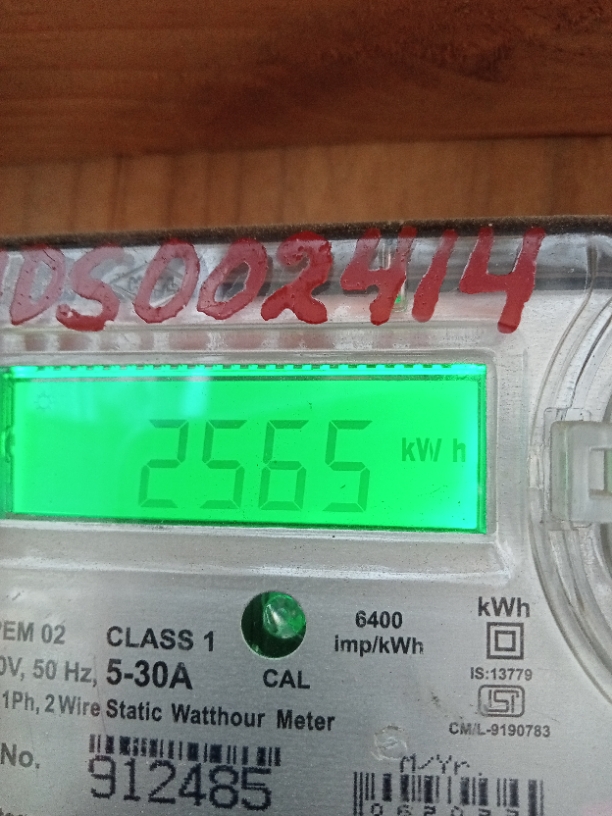 DS002414
2565 kWh
PEM 02 CLASS 1
6400
imp/kWh
kWh
0V, 50 Hz, 5-30A
CAL
IS:13779
1Ph, 2 Wire Static Watthour Meter
CM/L-9190783
No.
912485
M/Yr.